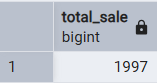 total_sale
bigint
1 1997